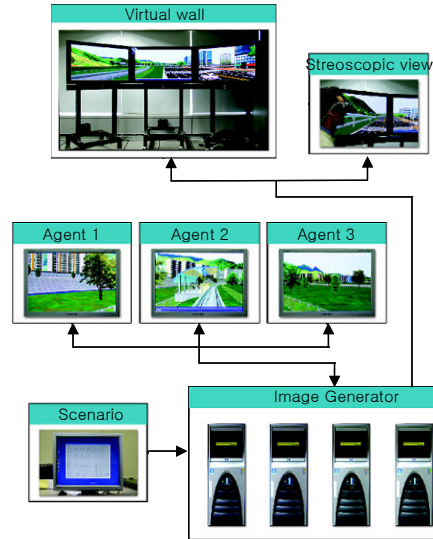 Virtual wall
Streoscopic view
Agent 1
Agent 2
Agent 3
Scenario
Image Generator